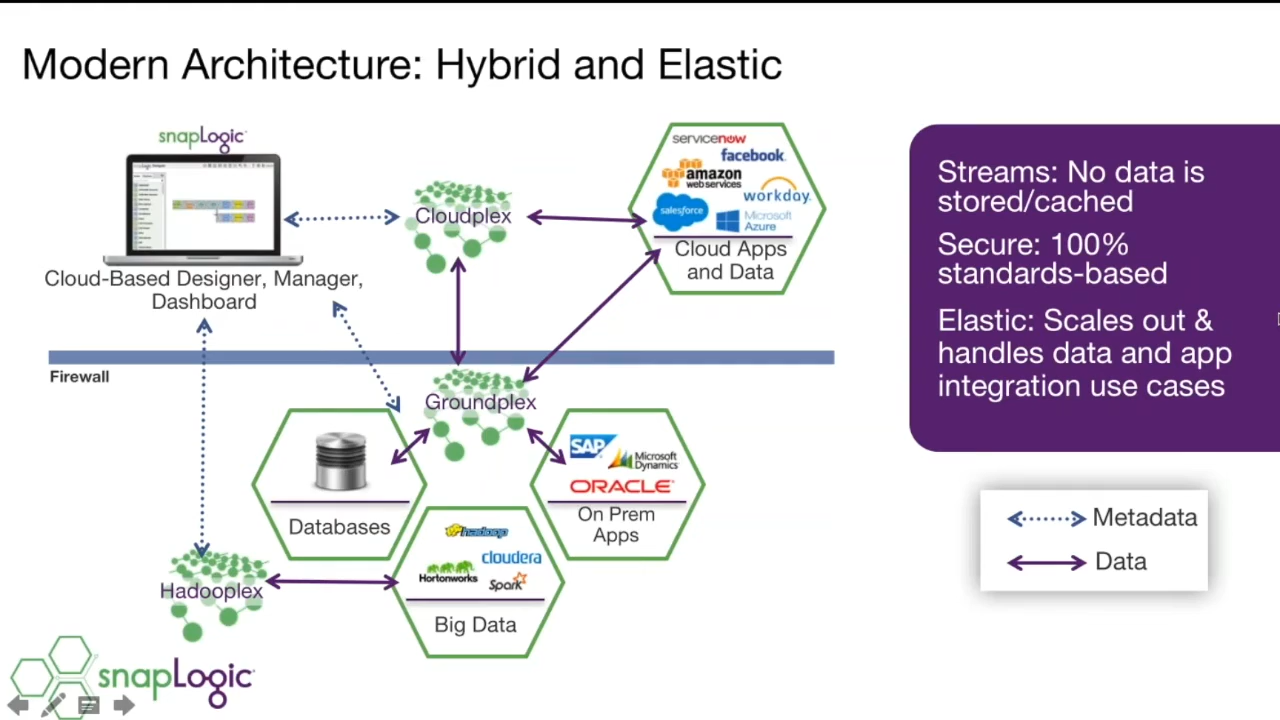 Modern Architecture: Hybrid and Elastic
snapLogic
Cloud-Based Designer, Manager,
Dashboard
Cloudplex
servicenow
facebook.
amazon
web services
workday.
salesforce
Microsoft
Azure
Cloud Apps
and Data
Streams: No data is
stored/cached
Secure: 100%
standards-based
Elastic: Scales out &
handles data and app
integration use cases
Firewall
Groundplex
Databases
SAP
Microsoft
Dynamics
ORACLE
On Prem
Apps
Hadooplex
hadoop
cloudera
Hortonworks
Spark
Big Data
Metadata
Data
snapLogic